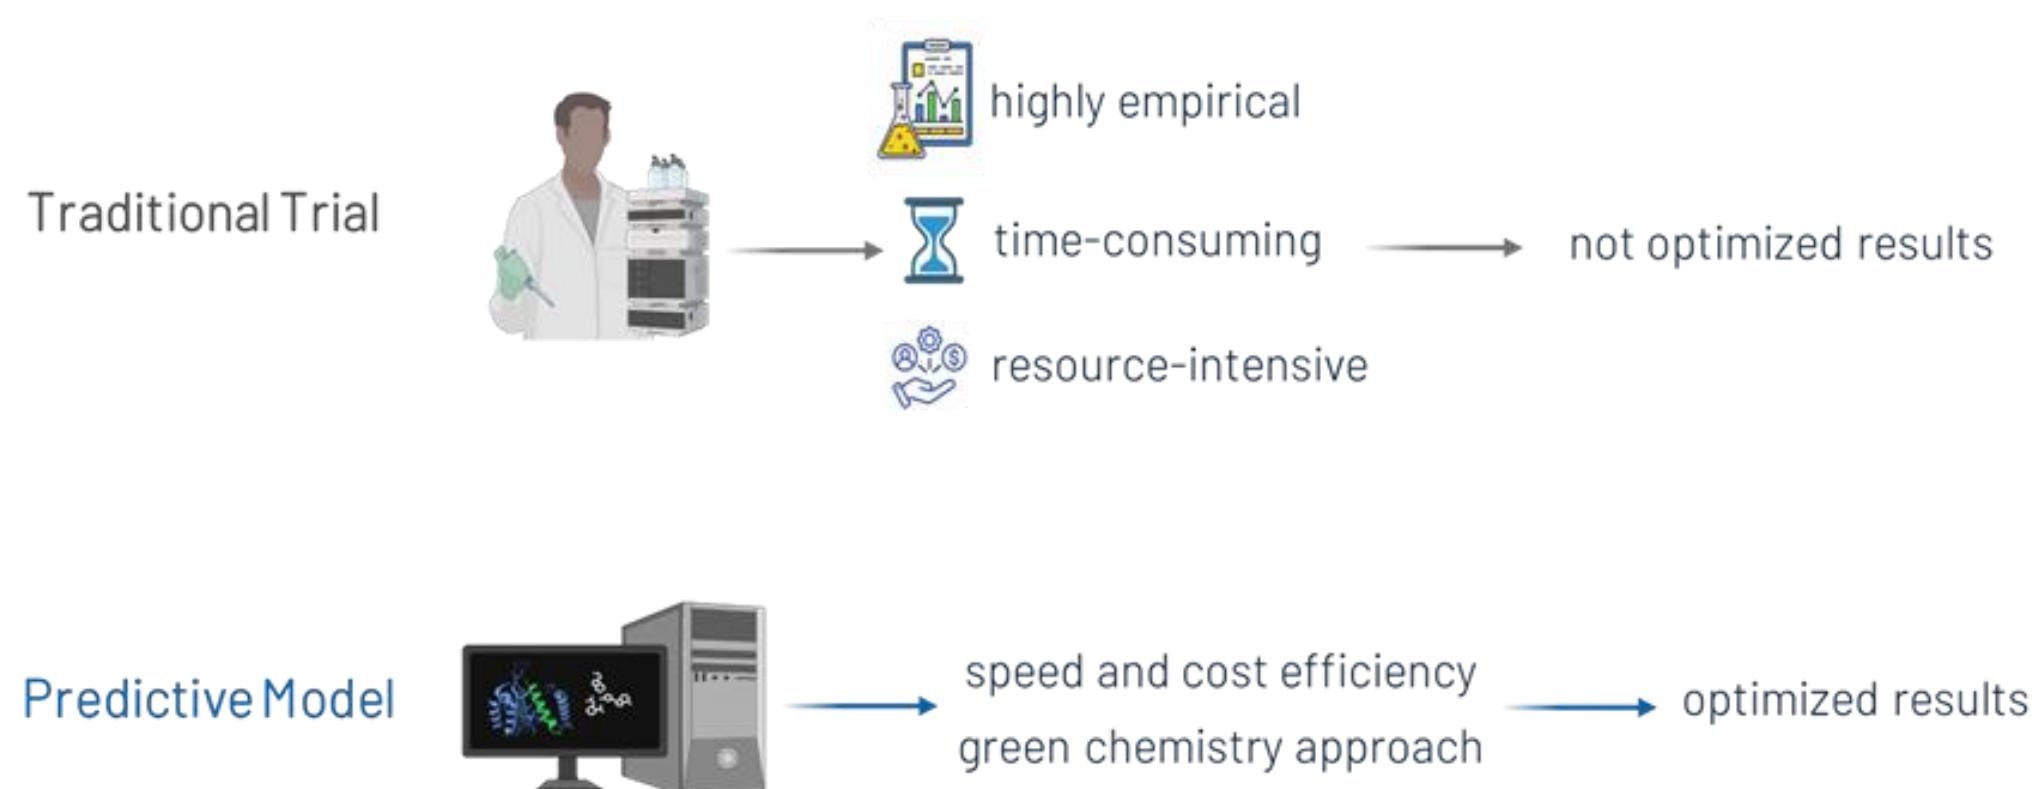 highly empirical
Traditional Trial
time-consuming
not optimized results
resource-intensive
Predictive Model
speed and cost efficiency
green chemistry approach
optimized results